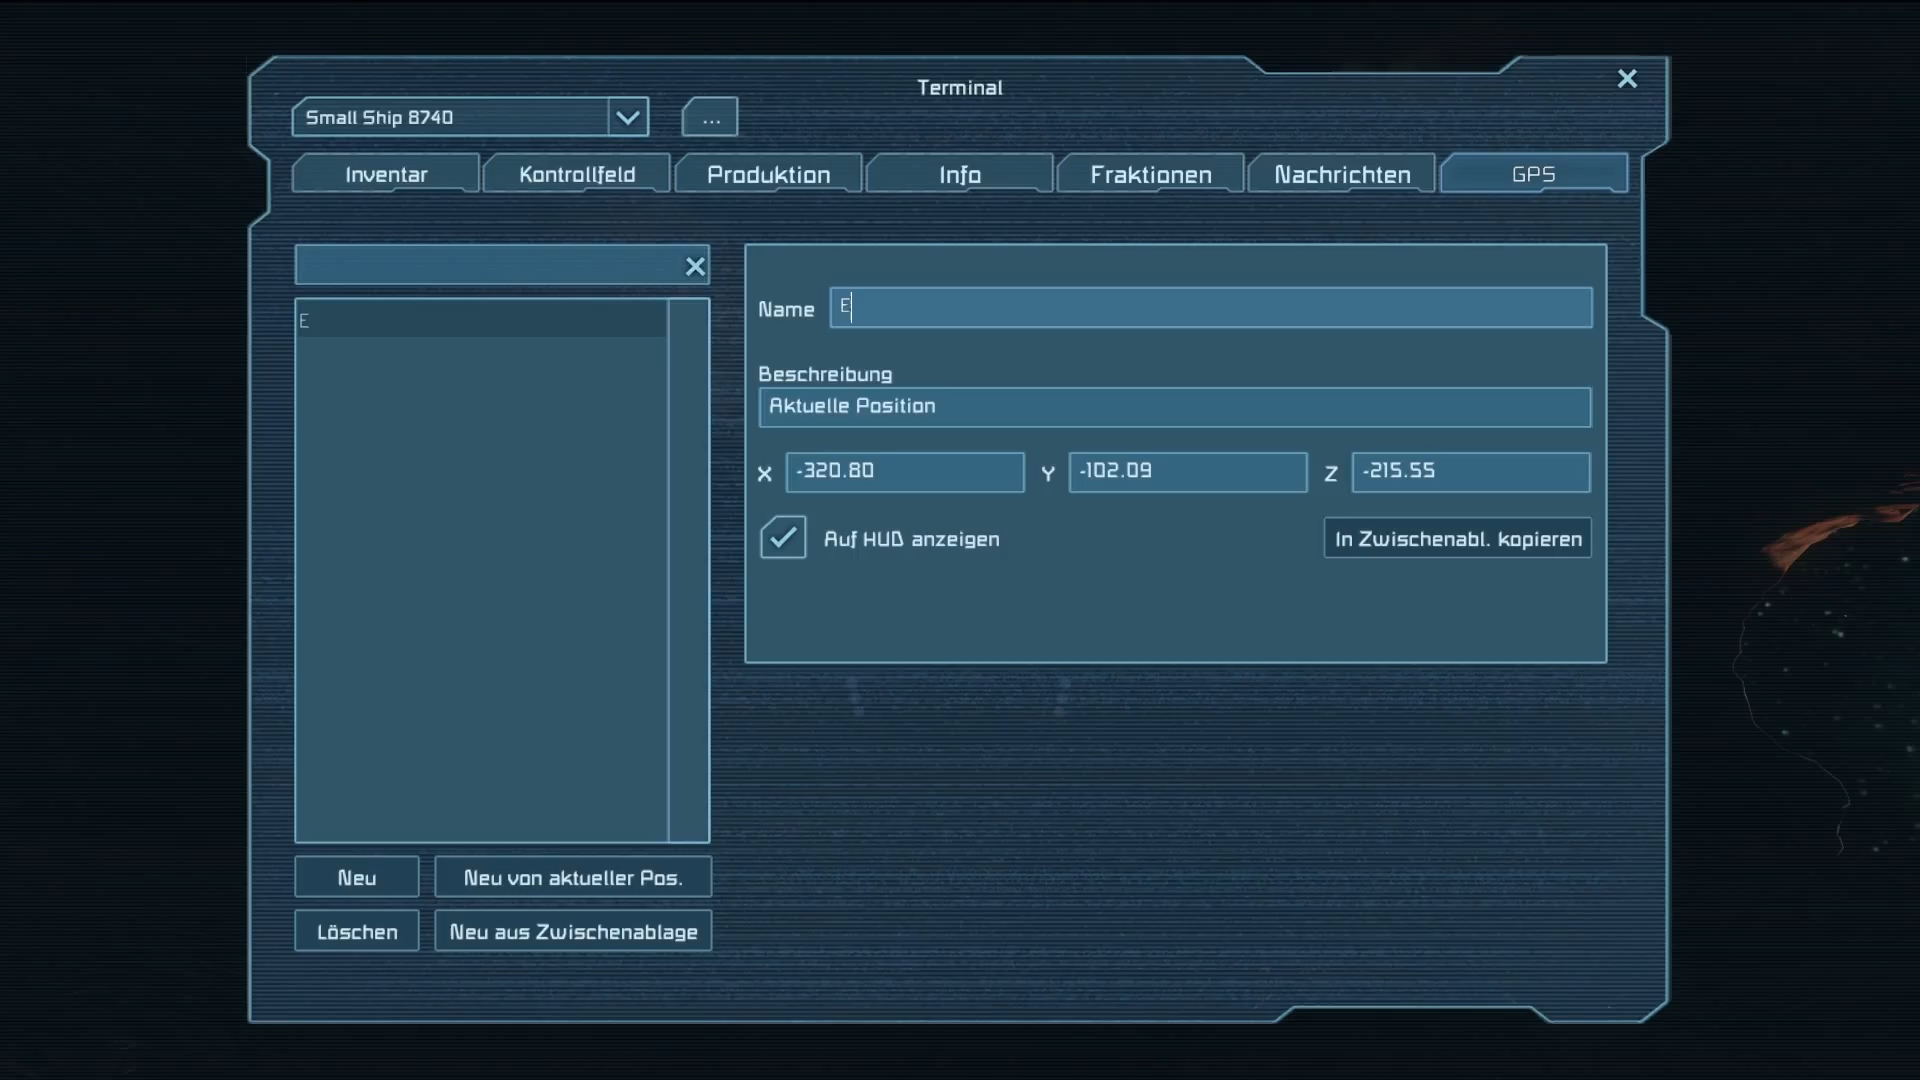 Terminal
Small Ship 8740
...
Inventar
Kontrollfeld
Produktion
Info
Fraktionen
Nachrichten
GPS
E
Name
E
Beschreibung
Aktuelle Position
X
-320.80
Y
-102.09
Z
-215.55
Auf HUD anzeigen
In Zwischenabl. kopieren
Neu
Neu von aktueller Pos.
Löschen
Neu aus Zwischenablage